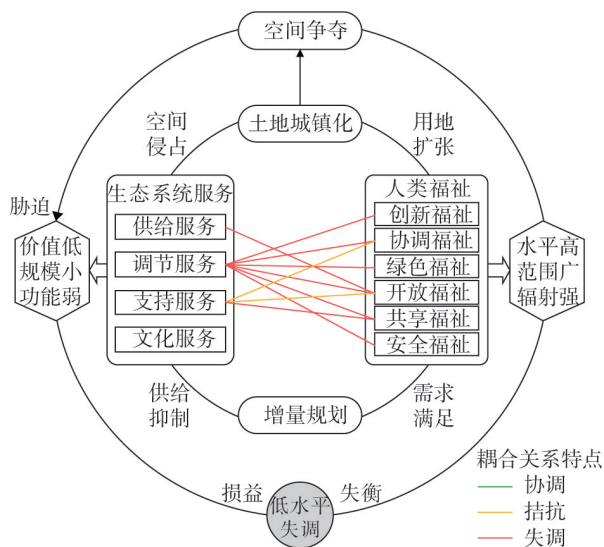 空间争夺
土地城镇化
空间
侵占
用地
扩张
胁迫
生态系统服务
供给服务
调节服务
支持服务
文化服务
人类福祉
创新福祉
协调福祉
绿色福祉
开放福祉
共享福祉
安全福祉
价值低
规模小
功能弱
水平高
范围广
辐射强
供给
抑制
增量规划
需求
满足
损益
低水平
失调
失衡
耦合关系特点
协调
拮抗
失调